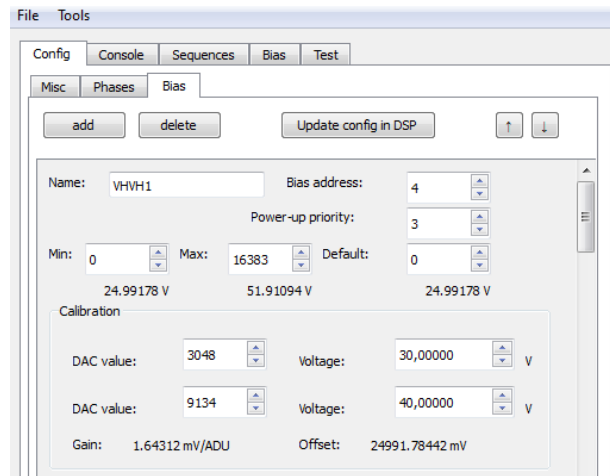 File Tools
Config Console Sequences Bias Test
Misc Phases Bias
add delete Update config in DSP ↑ ↓
Name: VHVH1 Bias address: 4
Power-up priority: 3
Min: 0 Max: 16383 Default: 0
24.99178 V 51.91094 V 24.99178 V
Calibration
DAC value: 3048 Voltage: 30,00000 V
DAC value: 9134 Voltage: 40,00000 V
Gain: 1.64312 mV/ADU Offset: 24991.78442 mV